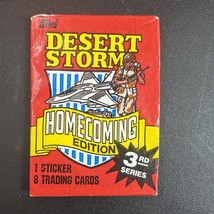 Topps
DESERT
STORM
HOMECOMING
EDITION
3RD
SERIES
1 STICKER
8 TRADING CARDS